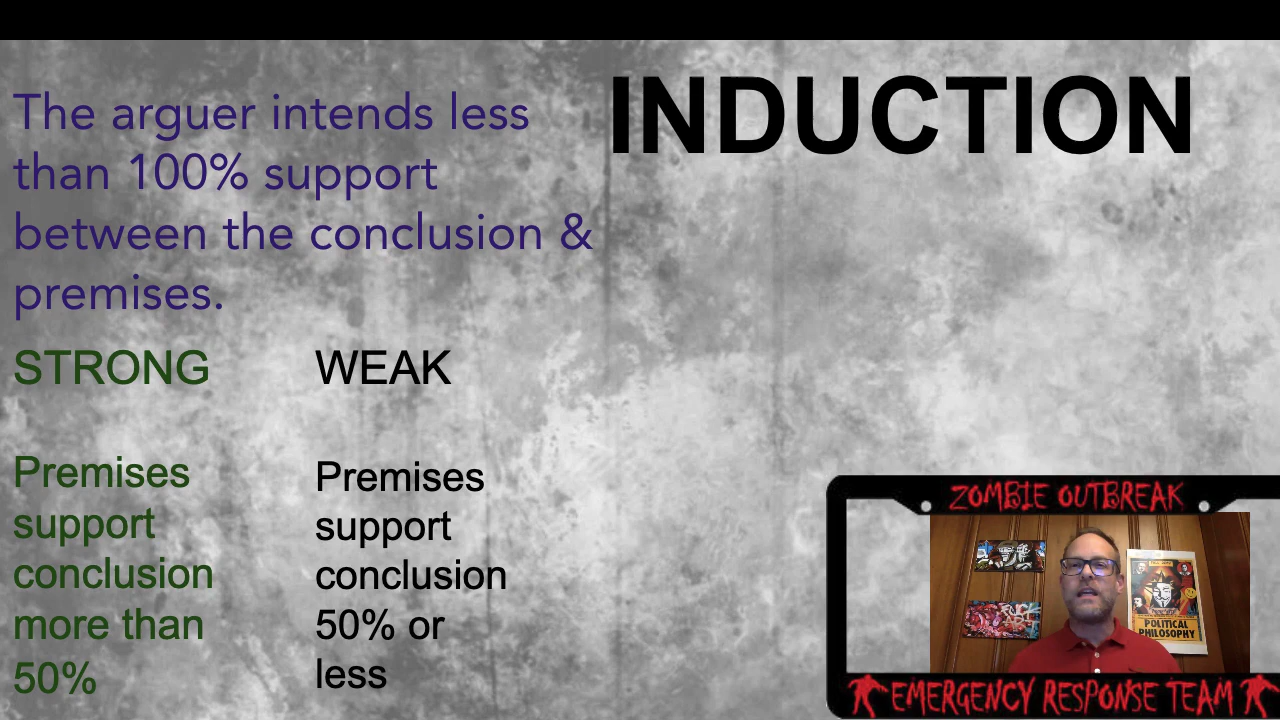 INDUCTION
The arguer intends less
than 100% support
between the conclusion &
premises.
STRONG
Premises
support
conclusion
more than
50%
WEAK
Premises
support
conclusion
50% or
less
ZOMBIE OUTBREAK
POLITICAL
PHILOSOPHY
EMERGENCY RESPONSE TEAM